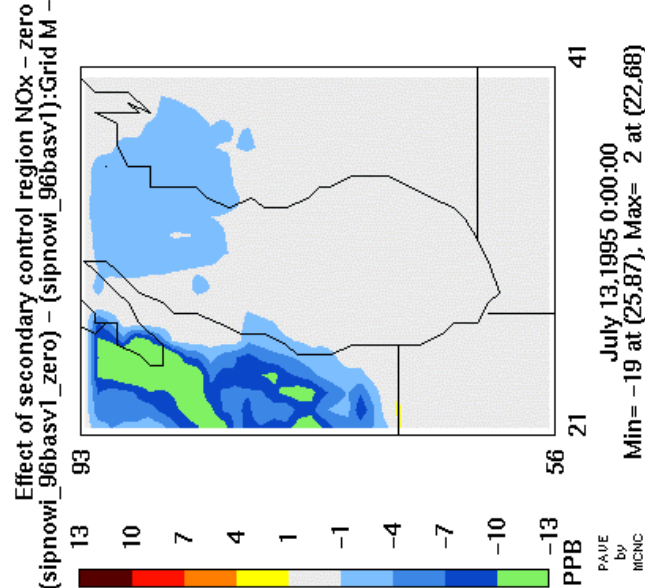 Effect of secondary control region NOx – zero
(sipnowi_96basv1_zero) – (sipnowi_96basv1):Grid M –
13
10
7
4
1
–1
–4
–7
–10
–13
PPB
93
56
21
41
PAVE
by
MCNC
July 13,1995 0:00:00
Min= –19 at (25,87), Max=   2 at (22,68)